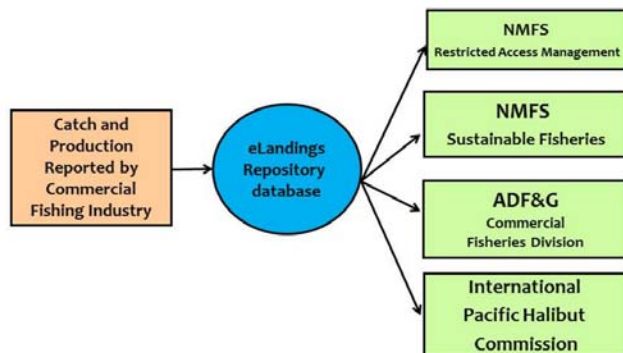 Catch and
Production
Reported by
Commercial
Fishing Industry
eLandings
Repository
database
NMFS
Restricted Access Management
NMFS
Sustainable Fisheries
ADF&G
Commercial
Fisheries Division
International
Pacific Halibut
Commission